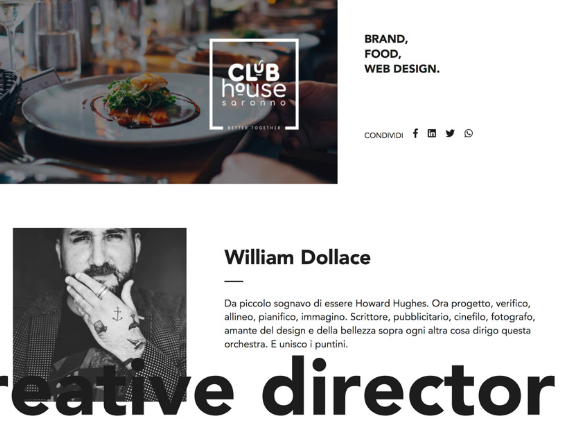 CLUB
house
saronno
BETTER TOGETHER
BRAND,
FOOD,
WEB DESIGN.
CONDIVIDI
William Dollace
Da piccolo sognavo di essere Howard Hughes. Ora progetto, verifico,
allineo, pianifico, immagino. Scrittore, pubblicitario, cinefilo, fotografo,
amante del design e della bellezza sopra ogni altra cosa dirigo questa
orchestra. E unisco i puntini.
reative director